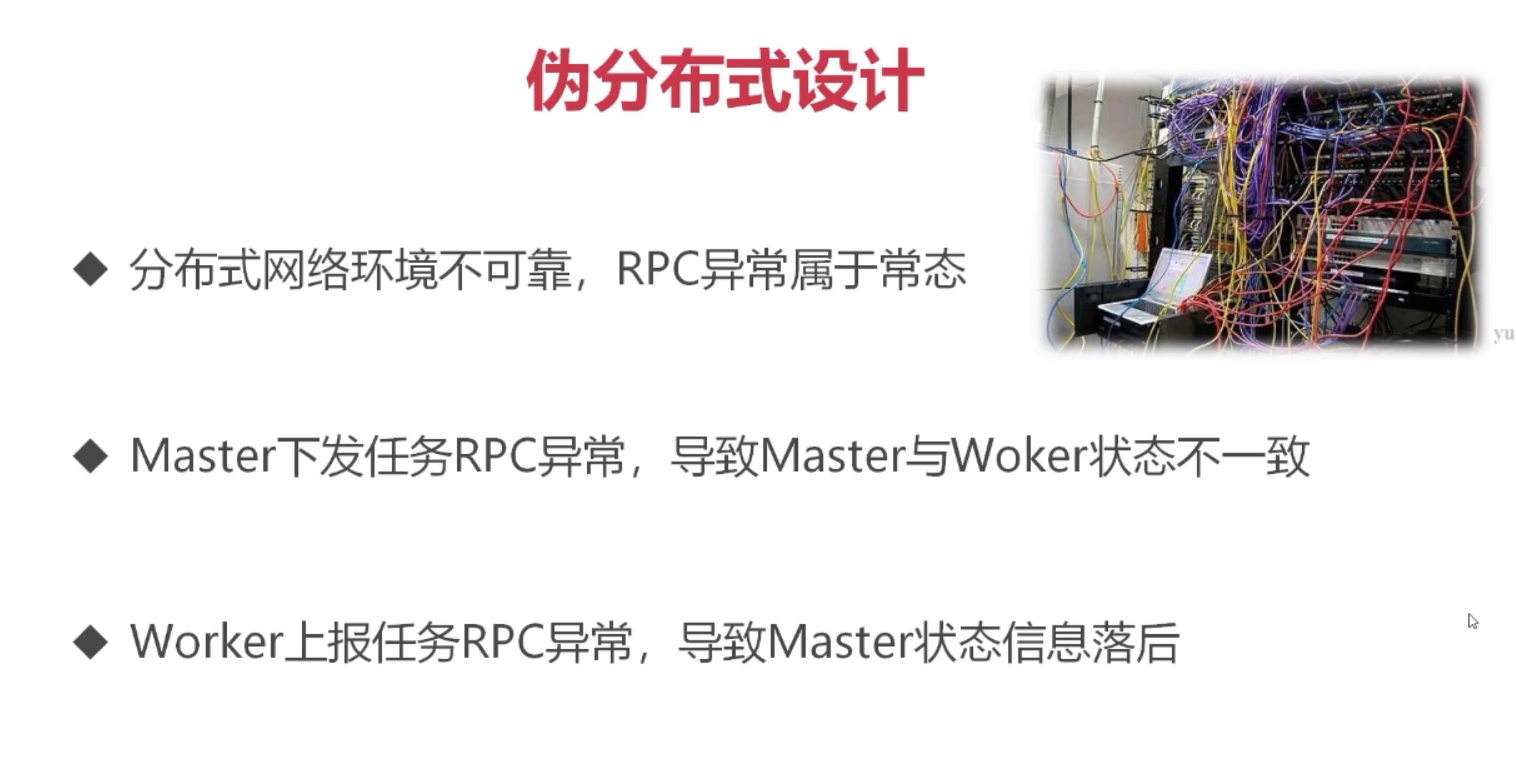 伪分布式设计
分布式网络环境不可靠，RPC异常属于常态
yu
Master下发任务RPC异常，导致Master与Woker状态不一致
Worker上报任务RPC异常，导致Master状态信息落后